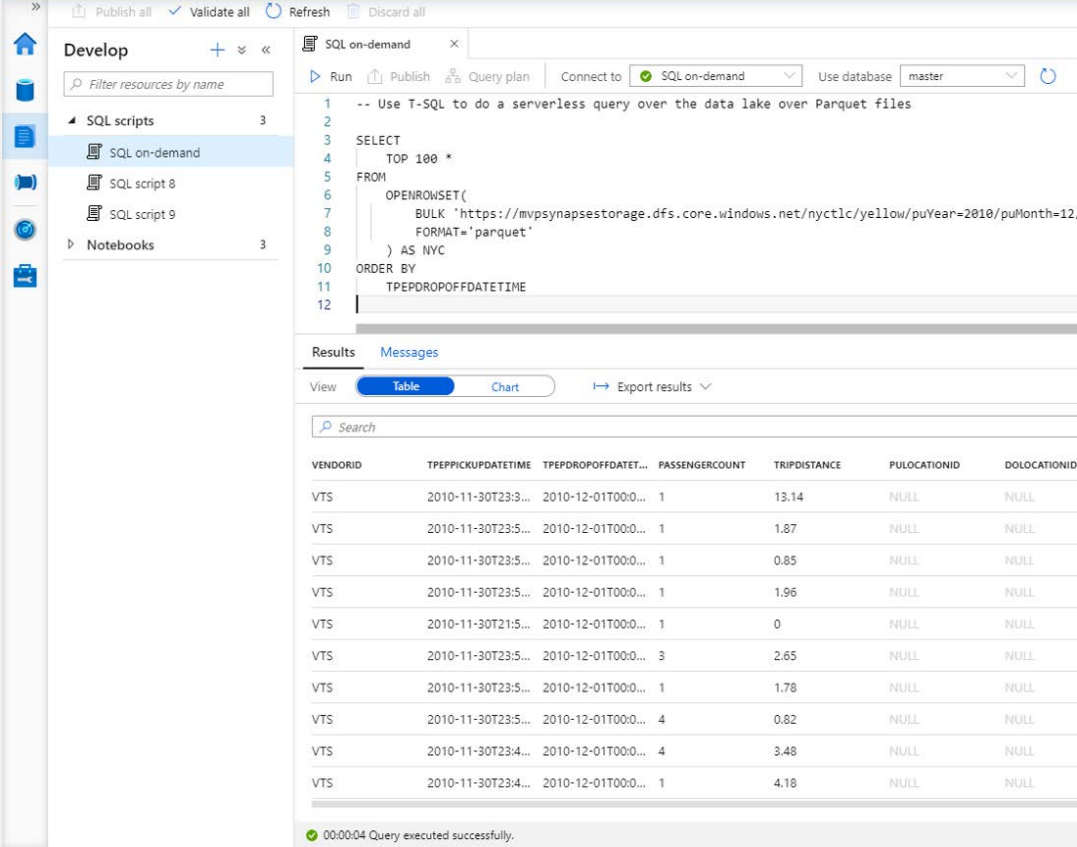 »
Publish all Validate all Refresh Discard all
Develop
Filter resources by name
SQL scripts 3
SQL on-demand
SQL script 8
SQL script 9
Notebooks 3
SQL on-demand
Run Publish Query plan Connect to SQL on-demand Use database master
1 -- Use T-SQL to do a serverless query over the data lake over Parquet files
2
3 SELECT
4 TOP 100 *
5 FROM
6 OPENROWSET(
7 BULK 'https://mvpsynapsestorage.dfs.core.windows.net/nyctlc/yellow/puYear=2010/puMonth=12,
8 FORMAT='parquet'
9 ) AS NYC
10 ORDER BY
11 TPEPDROPOFFDATETIME
12
Results Messages
View Table Chart Export results
Search
VENDORID TPEPPICKUPDATETIME TPEPDROPOFFDATET... PASSENGERCOUNT TRIPDISTANCE PULOCATIONID DOLOCATIONID
VTS 2010-11-30T23:3... 2010-12-01T00:0... 1 13.14 NULL NULL
VTS 2010-11-30T23:5... 2010-12-01T00:0... 1 1.87 NULL NULL
VTS 2010-11-30T23:5... 2010-12-01T00:0... 1 0.85 NULL NULL
VTS 2010-11-30T23:5... 2010-12-01T00:0... 1 1.96 NULL NULL
VTS 2010-11-30T21:5... 2010-12-01T00:0... 1 0 NULL NULL
VTS 2010-11-30T23:5... 2010-12-01T00:0... 3 2.65 NULL NULL
VTS 2010-11-30T23:5... 2010-12-01T00:0... 1 1.78 NULL NULL
VTS 2010-11-30T23:5... 2010-12-01T00:0... 4 0.82 NULL NULL
VTS 2010-11-30T23:4... 2010-12-01T00:0... 4 3.48 NULL NULL
VTS 2010-11-30T23:4... 2010-12-01T00:0... 1 4.18 NULL NULL
00:00:04 Query executed successfully.